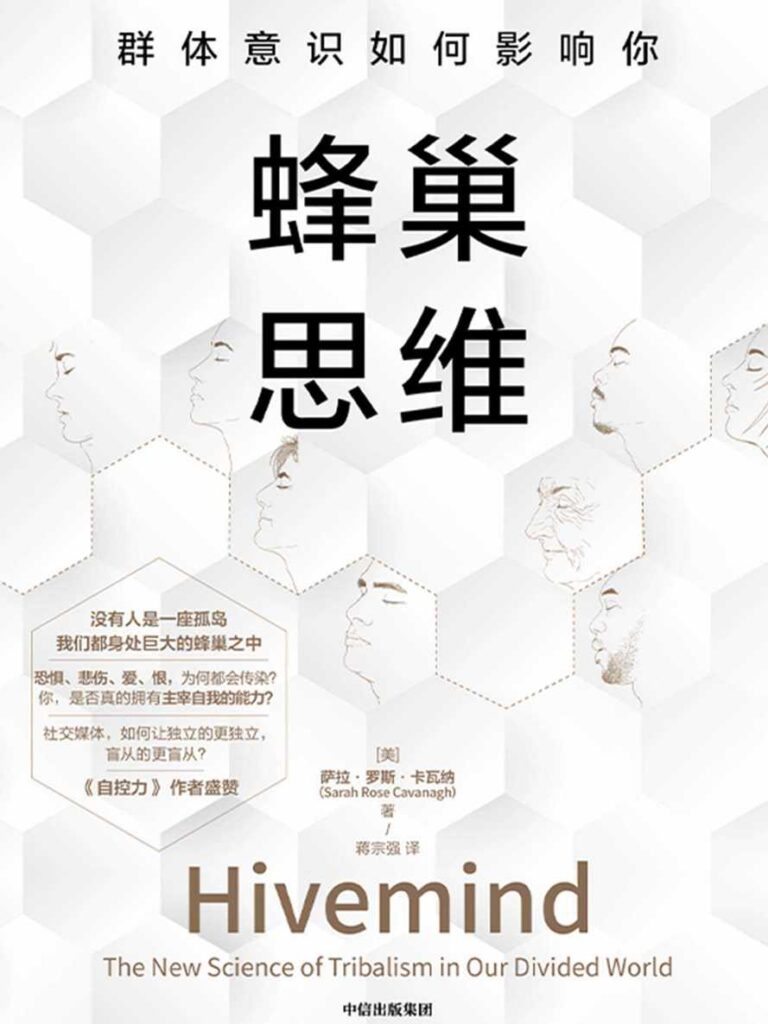 群体意识如何影响你
蜂巢
思维
没有人是一座孤岛
我们都身处巨大的蜂巢之中
恐惧、悲伤、爱、恨，为何都会传染？
你，是否真的拥有主宰自我的能力？
社交媒体，如何让独立的更独立，
盲从的更盲从？
《自控力》作者盛赞
[美]
萨拉·罗斯·卡瓦纳
（Sarah Rose Cavanagh）
著
/
蒋宗强 译
Hivemind
The New Science of Tribalism in Our Divided World
中信出版集团